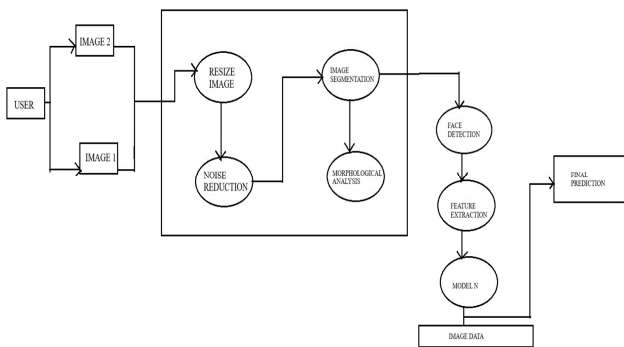 IMAGE 2
USER
IMAGE 1
RESIZE
IMAGE
NOISE
REDUCTION
IMAGE
SEGMENTATION
MORPHOLOGICAL
ANALYSIS
FACE
DETECTION
FEATURE
EXTRACTION
MODEL N
IMAGE DATA
FINAL
PREDICTION